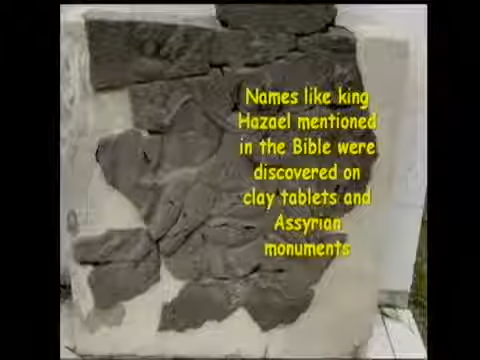 Names like king
Hazael mentioned
in the Bible were
discovered on
clay tablets and
Assyrian
monuments